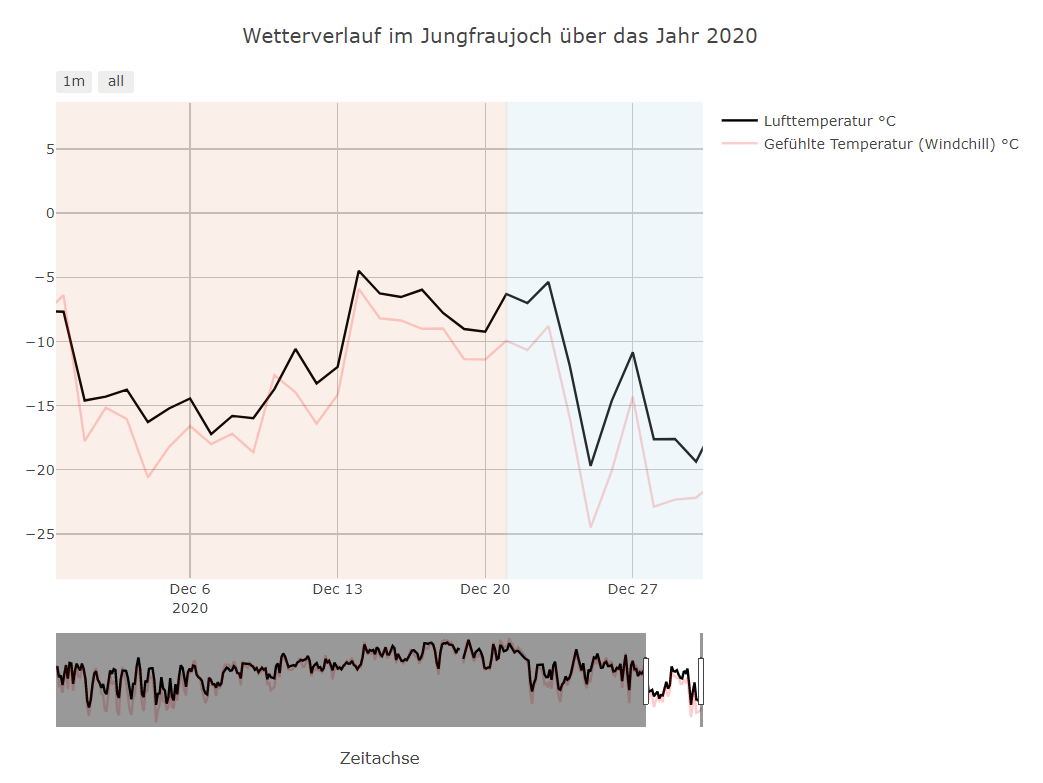 Wetterverlauf im Jungfraujoch über das Jahr 2020
1m all
Lufttemperatur °C
Gefühlte Temperatur (Windchill) °C
5
0
−5
−10
−15
−20
−25
Dec 6 Dec 13 Dec 20 Dec 27
2020
Zeitachse